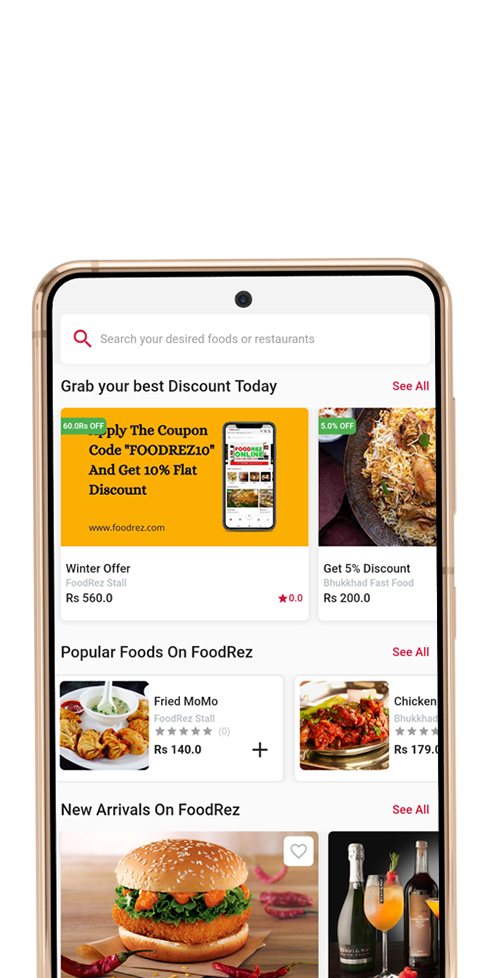 Search your desired foods or restaurants
Grab your best Discount Today
See All
60.0Rs OFF
Apply The Coupon
Code "FOODREZ10"
And Get 10% Flat
Discount
www.foodrez.com
FOODREZ
ONLINE
5.0% OFF
Winter Offer
FoodRez Stall
Rs 560.0
0.0
Get 5% Discount
Bhukkhad Fast Food
Rs 200.0
Popular Foods On FoodRez
See All
Fried MoMo
FoodRez Stall
(0)
Rs 140.0
Chicken
Bhukkhad
Rs 179.0
New Arrivals On FoodRez
See All